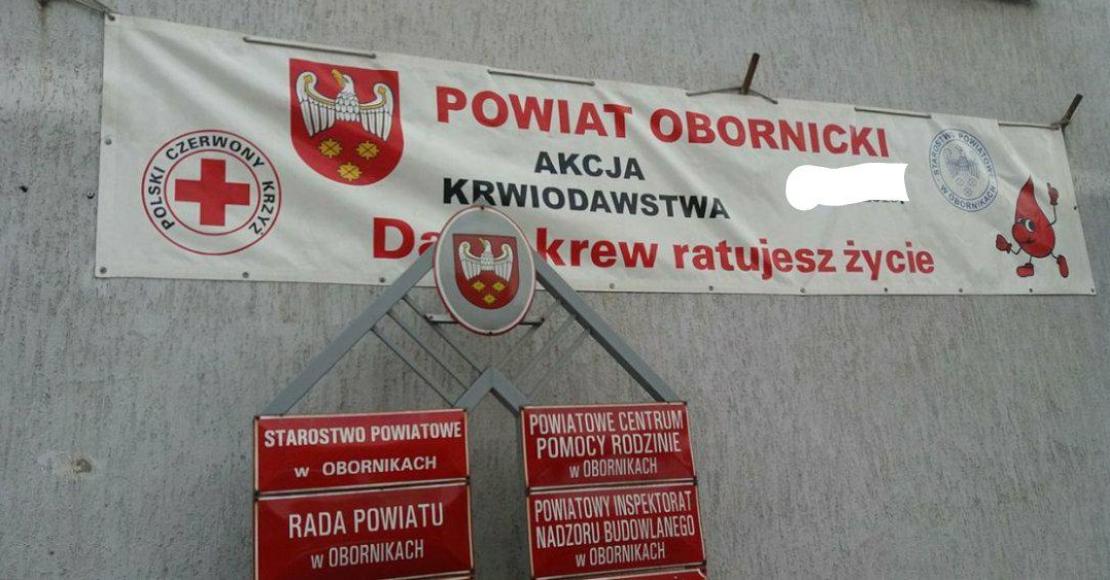 POLSKI CZERWONY KRZYŻ
POWIAT OBORNICKI
AKCJA
KRWIODAWSTWA
krew ratujesz życie
STAROSTWO POWIATOWE
W OBORNIKACH
STAROSTWO POWIATOWE
w OBORNIKACH
RADA POWIATU
w OBORNIKACH
POWIATOWE CENTRUM
POMOCY RODZINIE
w OBORNIKACH
POWIATOWY INSPEKTORAT
NADZORU BUDOWLANEGO
w OBORNIKACH